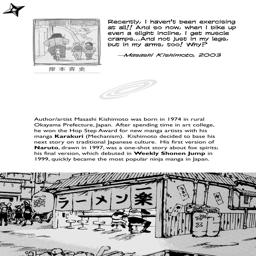 Recently, I haven't been exercising
at all!! And so now, when I bike up
even a slight incline, I get muscle
cramps...And not just in my legs,
but in my arms, too! Why?
—Masashi Kishimoto, 2003
岸本斉史
Author/artist Masashi Kishimoto was born in 1974 in rural
Okayama Prefecture, Japan. After spending time in art college,
he won the Hop Step Award for new manga artists with his
manga Karakuri (Mechanism). Kishimoto decided to base his
next story on traditional Japanese culture. His first version of
Naruto, drawn in 1997, was a one-shot story about fox spirits;
his final version, which debuted in Weekly Shonen Jump in
1999, quickly became the most popular ninja manga in Japan.
ラーメン 楽